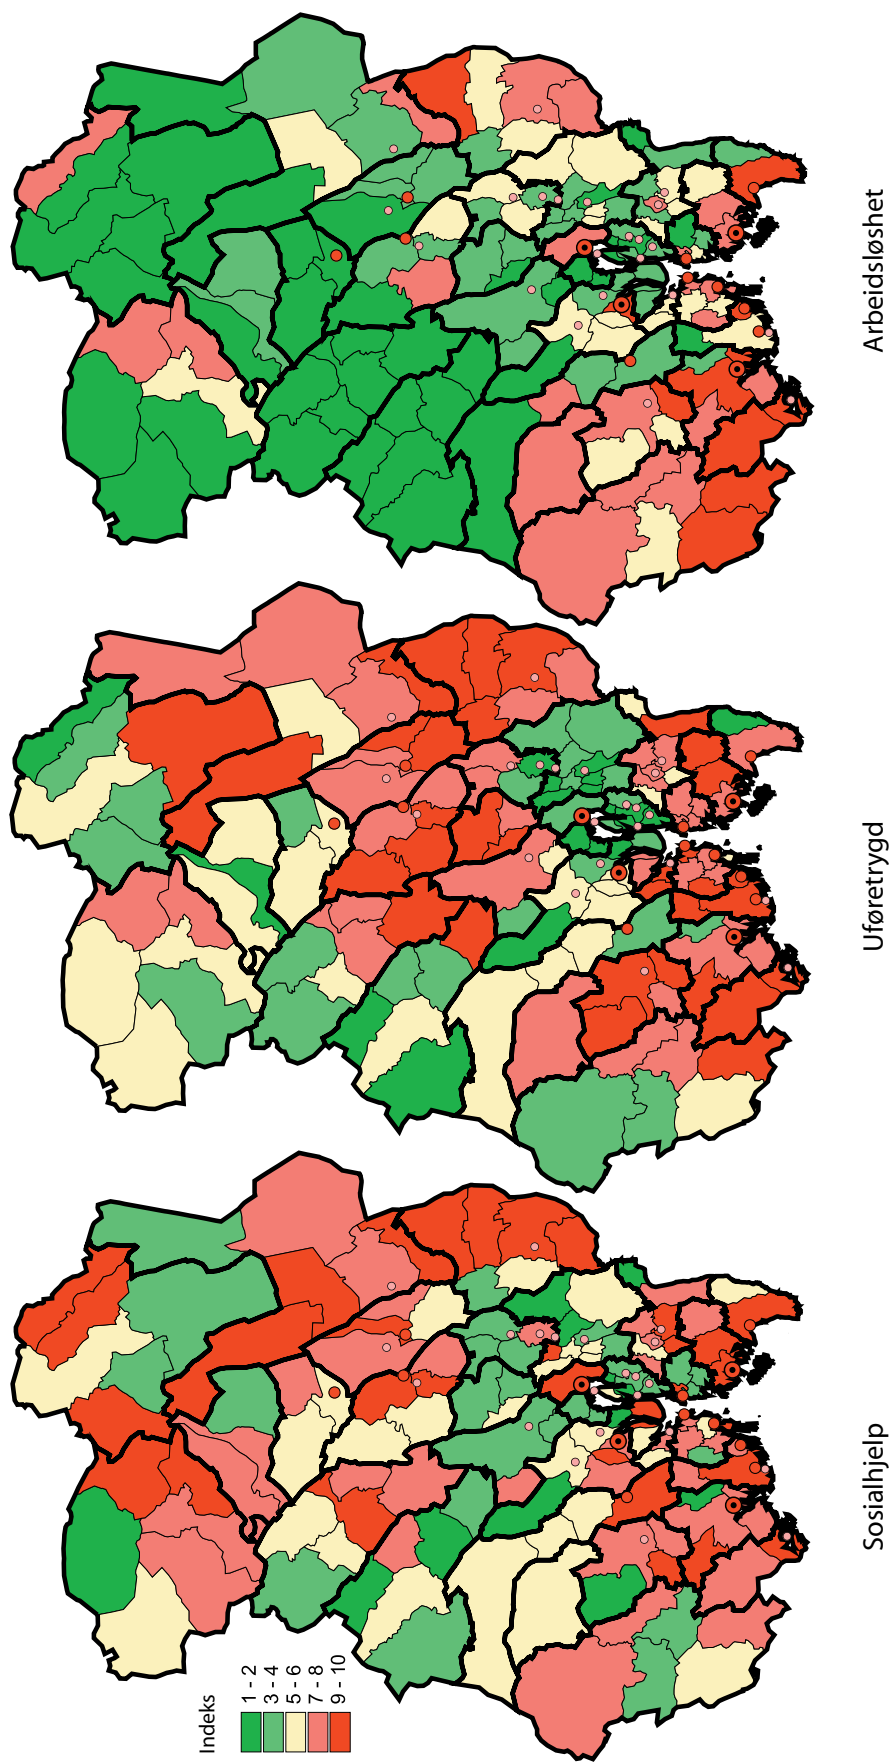 Indeks
1 - 2
3 - 4
5 - 6
7 - 8
9 - 10
Sosialhjelp
Uføretrygd
Arbeidsløshet